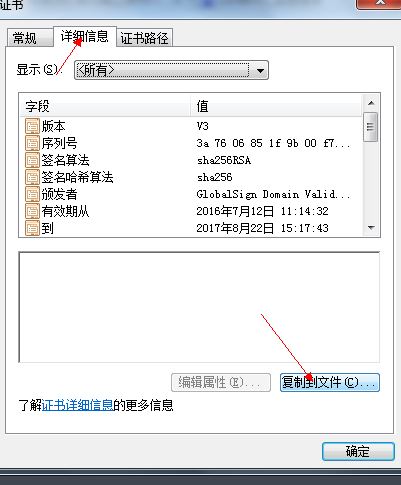 证书
常规 详细信息 证书路径
显示(S): <所有>
字段 值
版本 V3
序列号 3a 76 06 85 1f 9b 00 f7...
签名算法 sha256RSA
签名哈希算法 sha256
颁发者 GlobalSign Domain Valid...
有效期从 2016年7月12日 11:14:32
到 2017年8月22日 15:17:43
编辑属性(E)... 复制到文件(C)...
了解证书详细信息的更多信息
确定